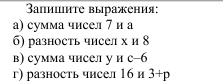 Запишите выражения:
а) сумма чисел 7 и а
б) разность чисел х и 8
в) сумма чисел у и с–6
г) разность чисел 16 и 3+р